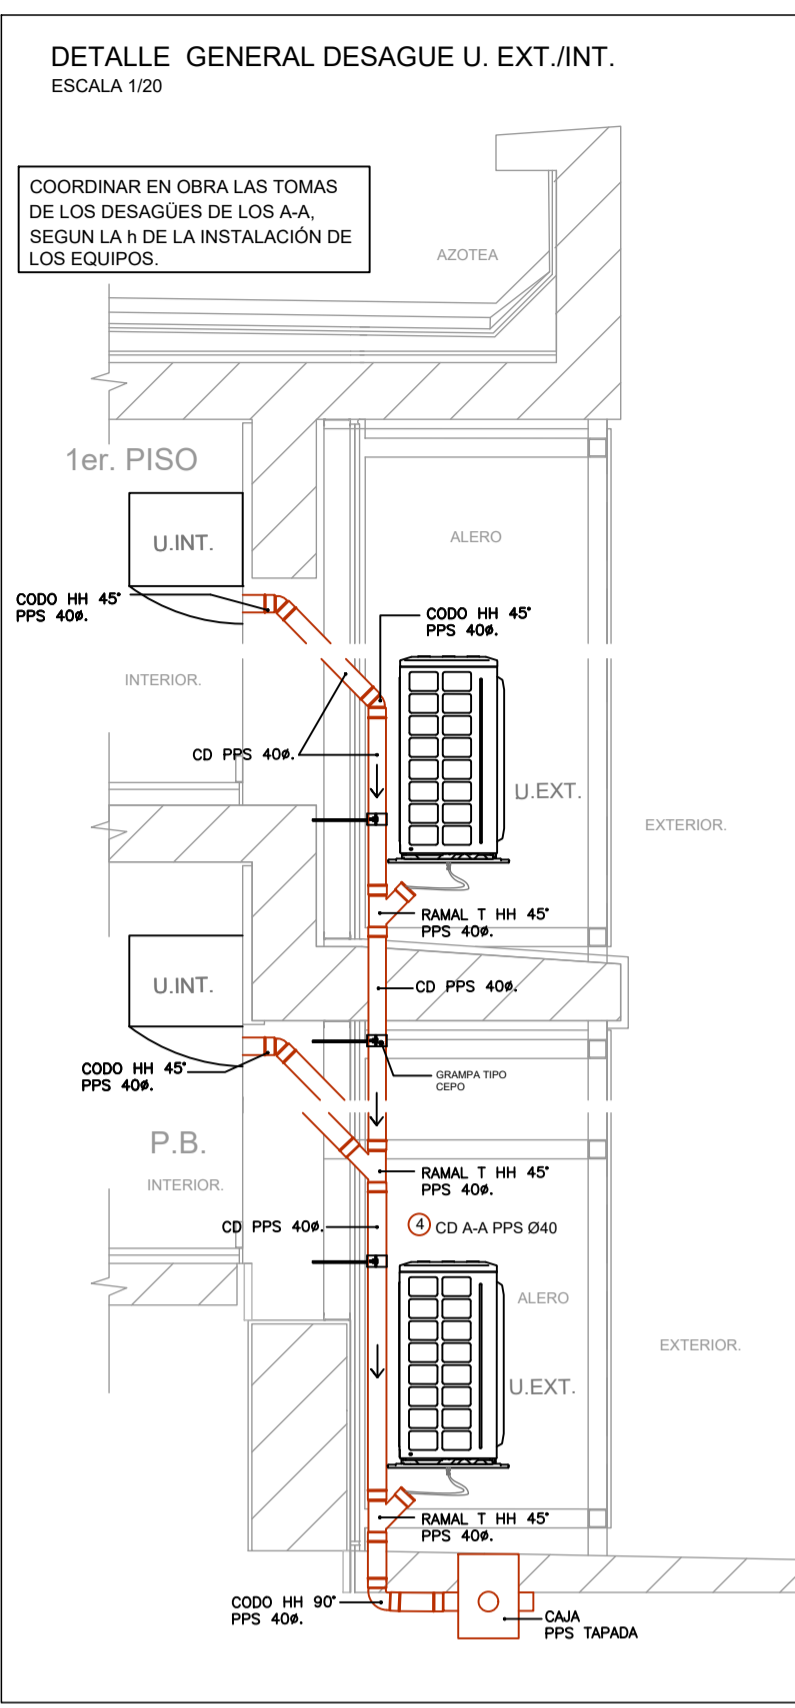 DETALLE GENERAL DESAGUE U. EXT./INT.
ESCALA 1/20
COORDINAR EN OBRA LAS TOMAS
DE LOS DESAGÜES DE LOS A-A,
SEGUN LA h DE LA INSTALACIÓN DE
LOS EQUIPOS.
AZOTEA
1er. PISO
U.INT.
ALERO
CODO HH 45°
PPS 40ø.
CODO HH 45°
PPS 40ø.
INTERIOR.
CD PPS 40ø.
U.EXT.
EXTERIOR.
RAMAL T HH 45°
PPS 40ø.
U.INT.
CD PPS 40ø.
CODO HH 45°
PPS 40ø.
GRAMPA TIPO
CEPO
P.B.
INTERIOR.
RAMAL T HH 45°
PPS 40ø.
CD PPS 40ø.
4 CD A-A PPS Ø40
ALERO
EXTERIOR.
U.EXT.
RAMAL T HH 45°
PPS 40ø.
CODO HH 90°
PPS 40ø.
CAJA
PPS TAPADA